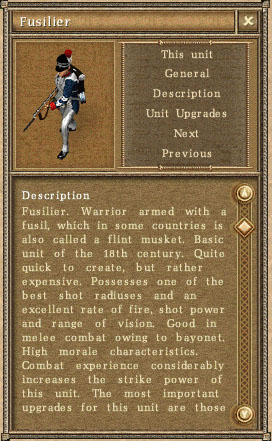 Fusilier
This unit
General
Description
Unit Upgrades
Next
Previous
Description
Fusilier. Warrior armed with a
fusil, which in some countries is
also called a flint musket. Basic
unit of the 18th century. Quite
quick to create, but rather
expensive. Possesses one of the
best shot radiuses and an
excellent rate of fire, shot power
and range of vision. Good in
melee combat owing to bayonet.
High morale characteristics.
Combat experience considerably
increases the strike power of
this unit. The most important
upgrades for this unit are those